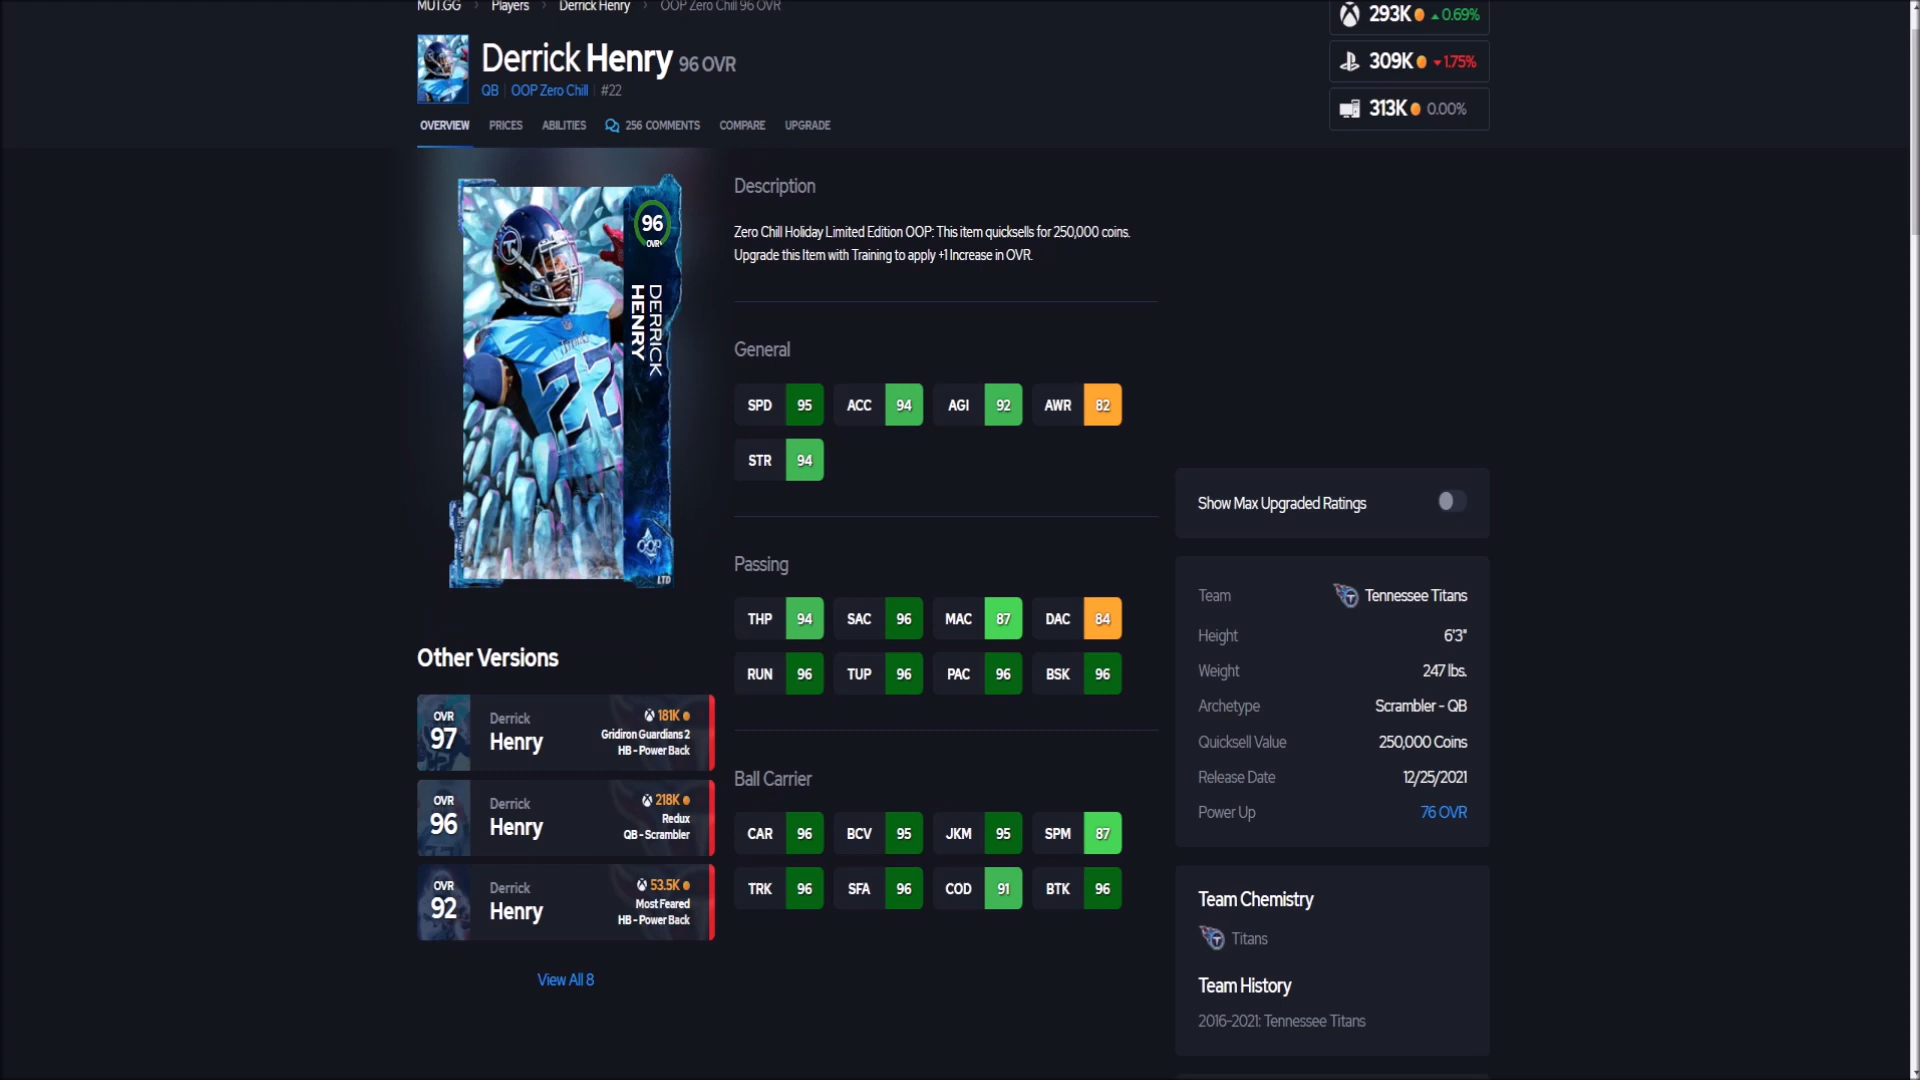 MUT.GG > Players > Derrick Henry > OOP Zero Chill 96 OVR
Derrick Henry 96 OVR
QB | OOP Zero Chill | #22
293K 0.69%
309K 1.75%
313K 0.00%
OVERVIEW PRICES ABILITIES 256 COMMENTS COMPARE UPGRADE
96
OVR
DERRICK
HENRY
22
OOP
LTD
Description
Zero Chill Holiday Limited Edition OOP: This item quicksells for 250,000 coins.
Upgrade this Item with Training to apply +1 Increase in OVR.
General
SPD 95 ACC 94 AGI 92 AWR 82
STR 94
Passing
THP 94 SAC 96 MAC 87 DAC 84
RUN 96 TUP 96 PAC 96 BSK 96
Ball Carrier
CAR 96 BCV 95 JKM 95 SPM 87
TRK 96 SFA 96 COD 91 BTK 96
Other Versions
OVR
97
Derrick
Henry
181K
Gridiron Guardians 2
HB - Power Back
OVR
96
Derrick
Henry
218K
Redux
QB - Scrambler
OVR
92
Derrick
Henry
53.5K
Most Feared
HB - Power Back
View All 8
Show Max Upgraded Ratings
Team Tennessee Titans
Height 6'3"
Weight 247 lbs.
Archetype Scrambler - QB
Quicksell Value 250,000 Coins
Release Date 12/25/2021
Power Up 76 OVR
Team Chemistry
Titans
Team History
2016-2021: Tennessee Titans